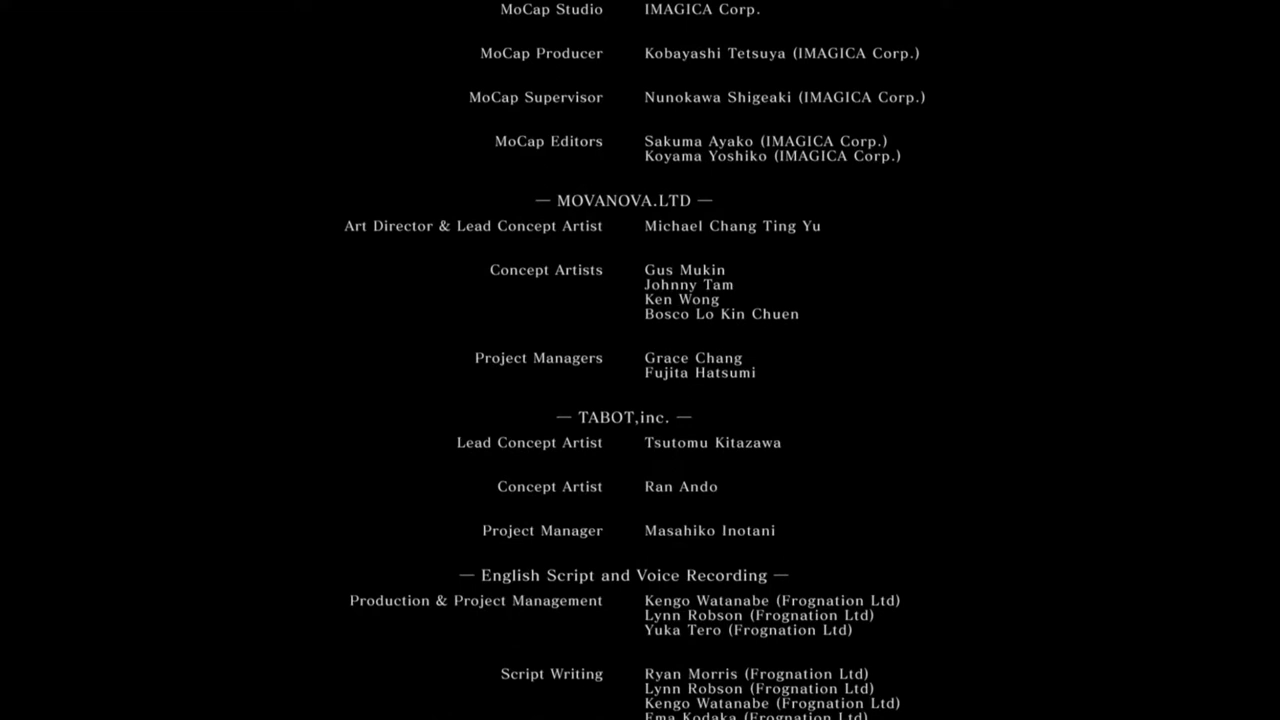 MoCap Studio IMAGICA Corp.
MoCap Producer Kobayashi Tetsuya (IMAGICA Corp.)
MoCap Supervisor Nunokawa Shigeaki (IMAGICA Corp.)
MoCap Editors Sakuma Ayako (IMAGICA Corp.)
Koyama Yoshiko (IMAGICA Corp.)
— MOVANOVA.LTD —
Art Director & Lead Concept Artist Michael Chang Ting Yu
Concept Artists Gus Mukin
Johnny Tam
Ken Wong
Bosco Lo Kin Chuen
Project Managers Grace Chang
Fujita Hatsumi
— TABOT,inc. —
Lead Concept Artist Tsutomu Kitazawa
Concept Artist Ran Ando
Project Manager Masahiko Inotani
— English Script and Voice Recording —
Production & Project Management Kengo Watanabe (Frognation Ltd)
Lynn Robson (Frognation Ltd)
Yuka Tero (Frognation Ltd)
Script Writing Ryan Morris (Frognation Ltd)
Lynn Robson (Frognation Ltd)
Kengo Watanabe (Frognation Ltd)
Ema Kodaka (Frognation Ltd)